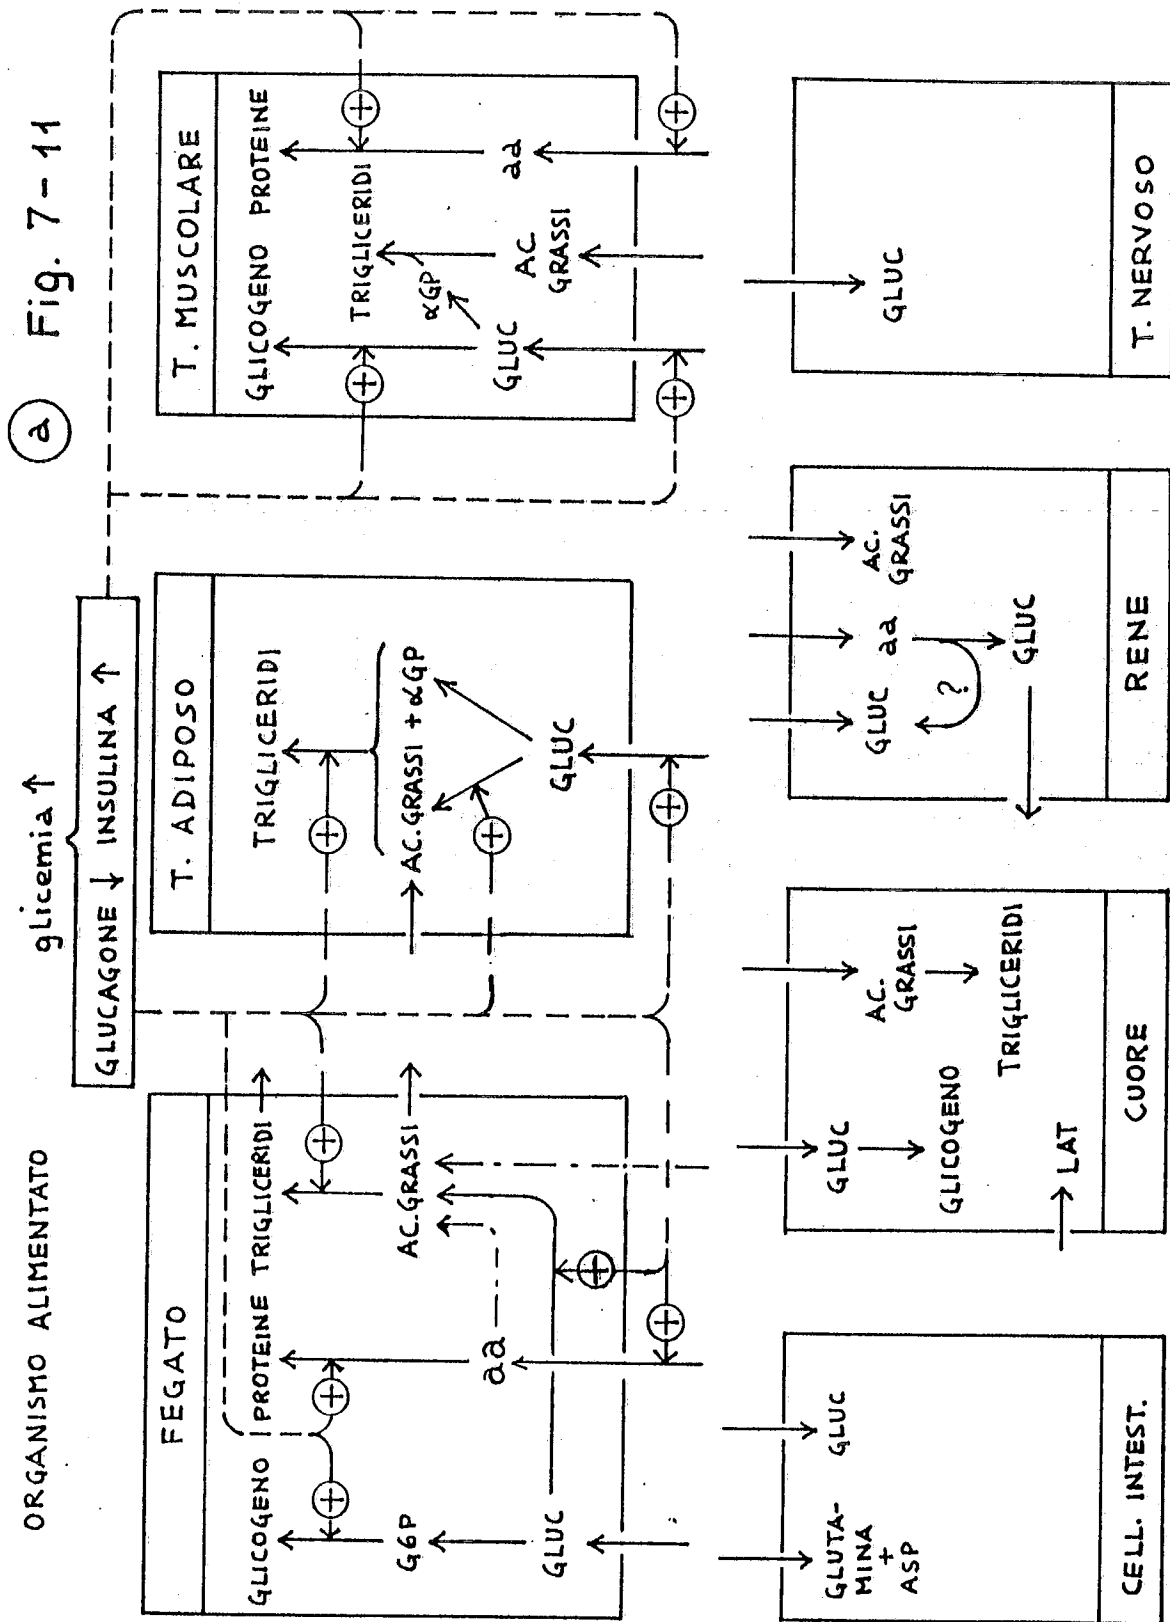 ORGANISMO ALIMENTATO
glicemia ↑
GLUCAGONE ↓ INSULINA ↑
a Fig. 7-11
FEGATO
GLICOGENO PROTEINE TRIGLICERIDI
+ + +
G6P
AC.GRASSI
aa
GLUC
+
+
T. ADIPOSO
TRIGLICERIDI
+
AC.GRASSI + αGP
+
GLUC
+
T. MUSCOLARE
GLICOGENO PROTEINE
+ +
TRIGLICERIDI
αGP
GLUC
AC.
GRASSI
aa
+ +
GLUTA-
MINA
+
ASP
GLUC
CELL. INTEST.
GLUC
GLICOGENO
AC.
GRASSI
TRIGLICERIDI
LAT
CUORE
GLUC aa AC.
GRASSI
?
GLUC
RENE
GLUC
T. NERVOSO